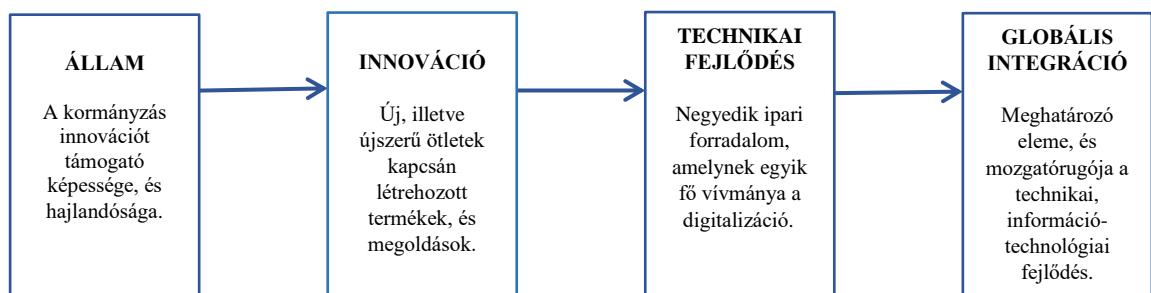 ÁLLAM
A kormányzás
innovációt
támogató
képessége, és
hajlandósága.
INNOVÁCIÓ
Új, illetve
újszerű ötletek
kapcsán
létrehozott
termékek, és
megoldások.
TECHNIKAI
FEJLŐDÉS
Negyedik ipari
forradalom,
amelynek egyik
fő vívmánya a
digitalizáció.
GLOBÁLIS
INTEGRÁCIÓ
Meghatározó
eleme, és
mozgatórugója a
technikai,
információ-
technológiai
fejlődés.